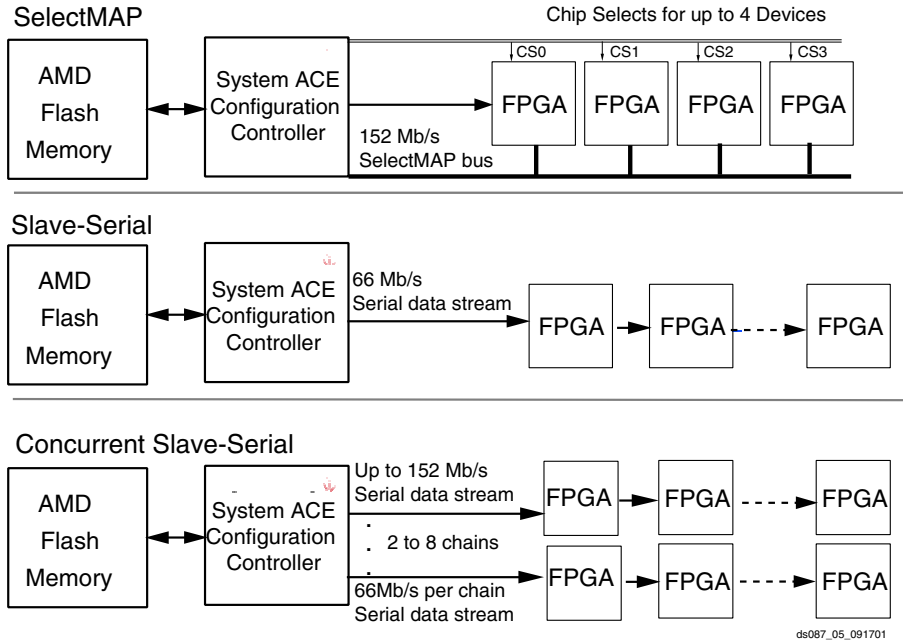 SelectMAP
Chip Selects for up to 4 Devices
CS0
CS1
CS2
CS3
AMD
Flash
Memory
System ACE
Configuration
Controller
FPGA
FPGA
FPGA
FPGA
152 Mb/s
SelectMAP bus
Slave-Serial
AMD
Flash
Memory
System ACE
Configuration
Controller
66 Mb/s
Serial data stream
FPGA
FPGA
FPGA
Concurrent Slave-Serial
AMD
Flash
Memory
System ACE
Configuration
Controller
Up to 152 Mb/s
Serial data stream
2 to 8 chains
66Mb/s per chain
Serial data stream
FPGA
FPGA
FPGA
FPGA
FPGA
FPGA
ds087_05_091701